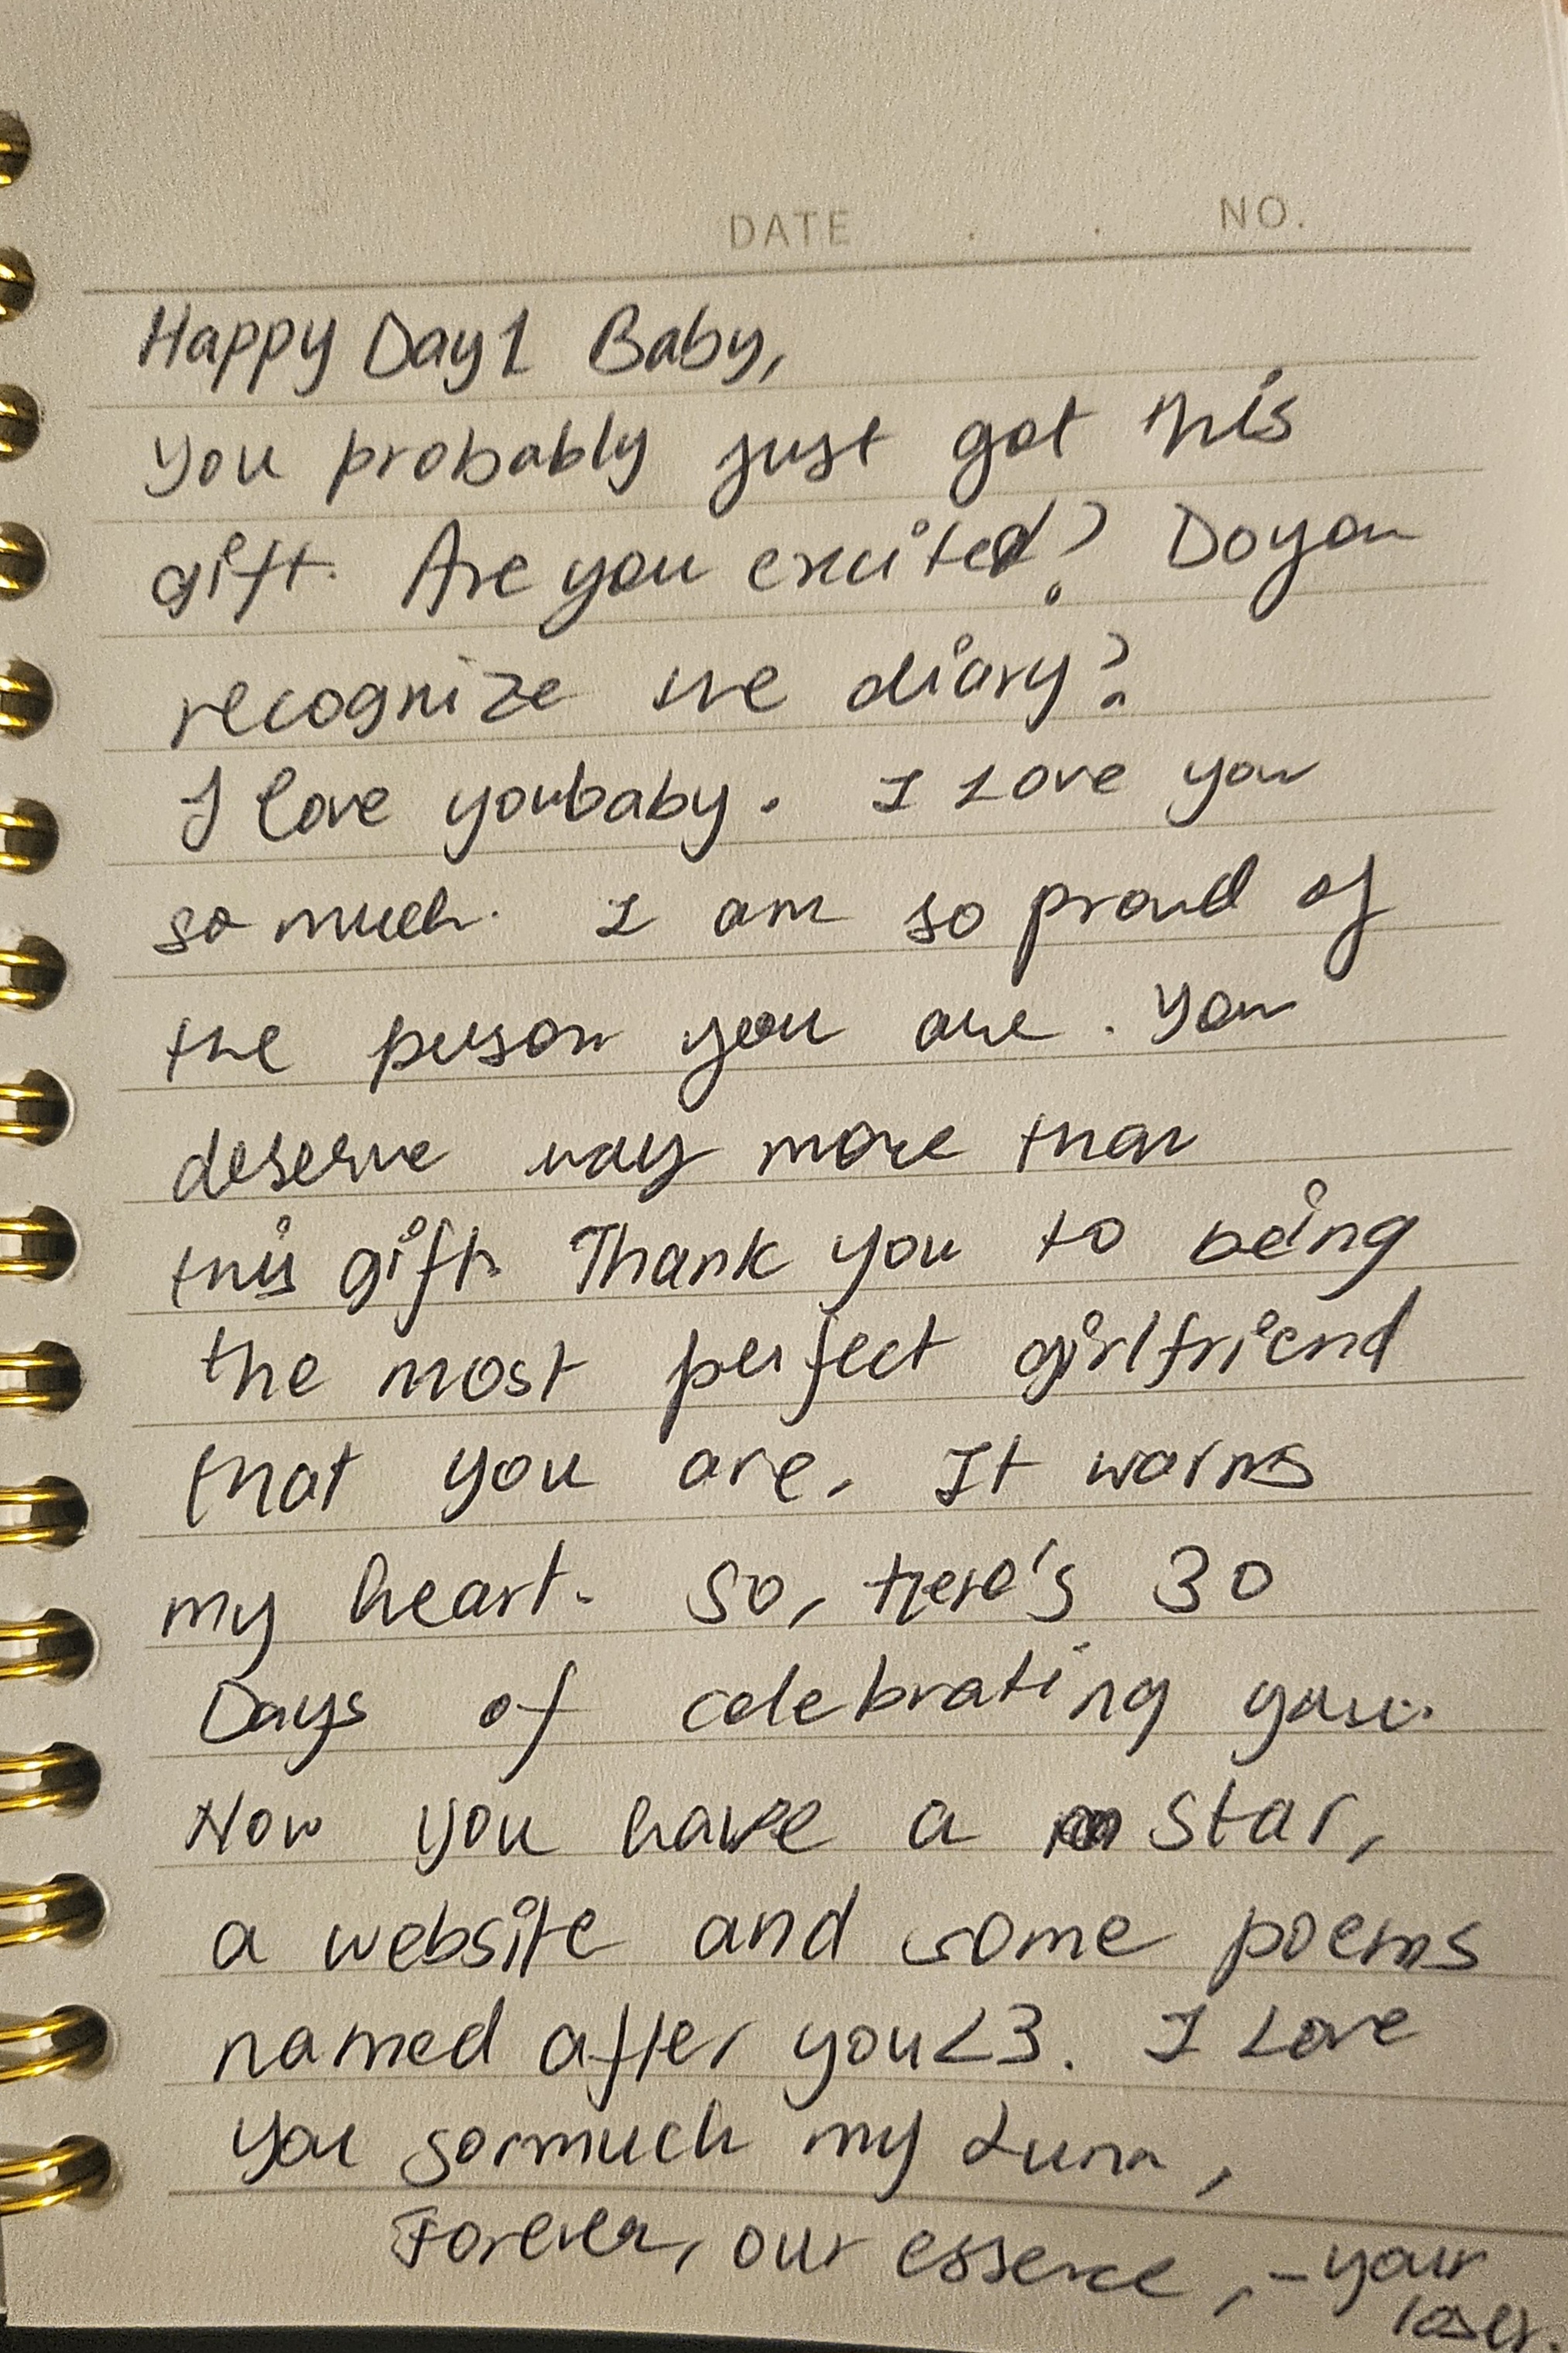 DATE . . NO.
Happy Day 1 Baby,
You probably just got this
gift. Are you excited? Do you
recognize the diary?
I love you baby. I Love you
so much. I am so proud of
the person you are. You
deserve way more than
this gift. Thank you to being
the most perfect girlfriend
that you are. It warms
my heart. So, here's 30
Days of celebrating you.
Now you have a star,
a website and some poems
named after you <3. I Love
you so much my Luna,
Forever, our essence, - your
loser.